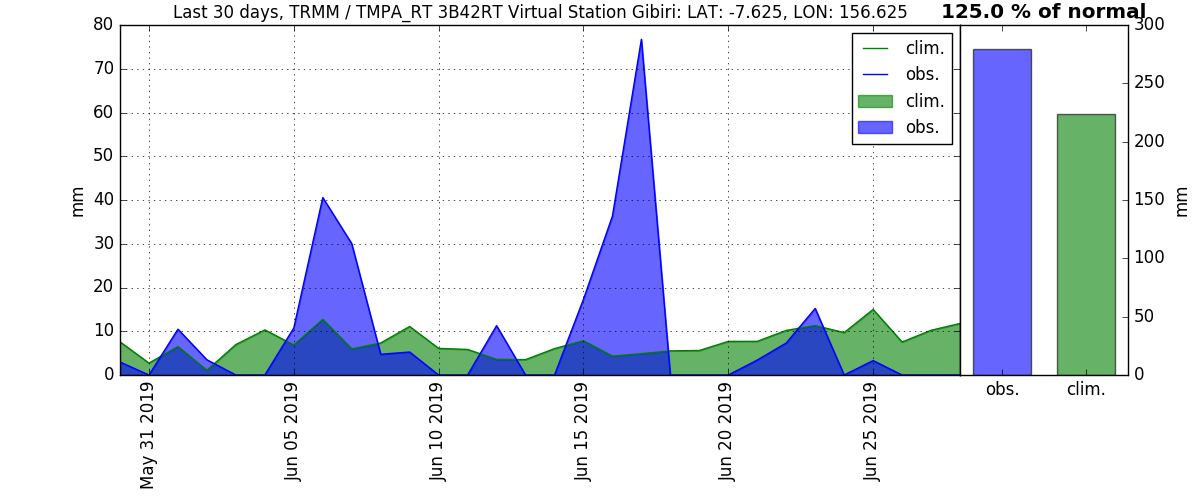 Last 30 days, TRMM / TMPA_RT 3B42RT Virtual Station Gibiri: LAT: -7.625, LON: 156.625
125.0 % of normal
80
70
60
50
40
30
20
10
0
mm
clim.
obs.
clim.
obs.
May 31 2019
Jun 05 2019
Jun 10 2019
Jun 15 2019
Jun 20 2019
Jun 25 2019
300
250
200
150
100
50
0
mm
obs.
clim.